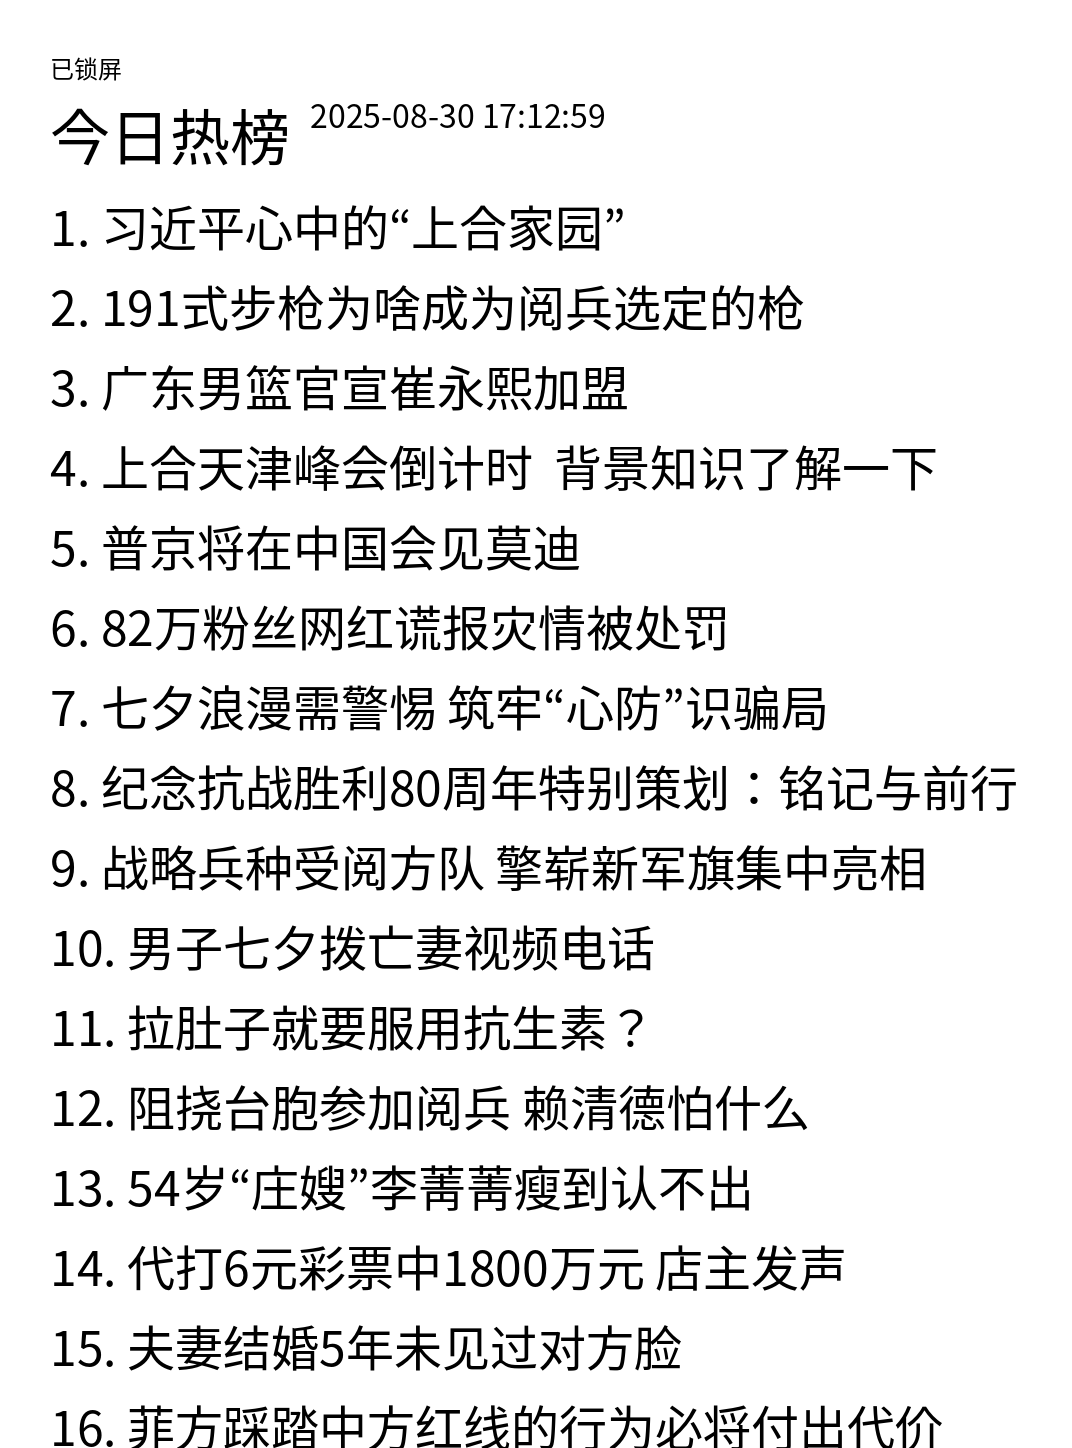 已锁屏
今日热榜 2025-08-30 17:12:59
1. 习近平心中的“上合家园”
2. 191式步枪为啥成为阅兵选定的枪
3. 广东男篮官宣崔永熙加盟
4. 上合天津峰会倒计时  背景知识了解一下
5. 普京将在中国会见莫迪
6. 82万粉丝网红谎报灾情被处罚
7. 七夕浪漫需警惕 筑牢“心防”识骗局
8. 纪念抗战胜利80周年特别策划：铭记与前行
9. 战略兵种受阅方队 擎崭新军旗集中亮相
10. 男子七夕拨亡妻视频电话
11. 拉肚子就要服用抗生素？
12. 阻挠台胞参加阅兵 赖清德怕什么
13. 54岁“庄嫂”李菁菁瘦到认不出
14. 代打6元彩票中1800万元 店主发声
15. 夫妻结婚5年未见过对方脸
16. 菲方踩踏中方红线的行为必将付出代价